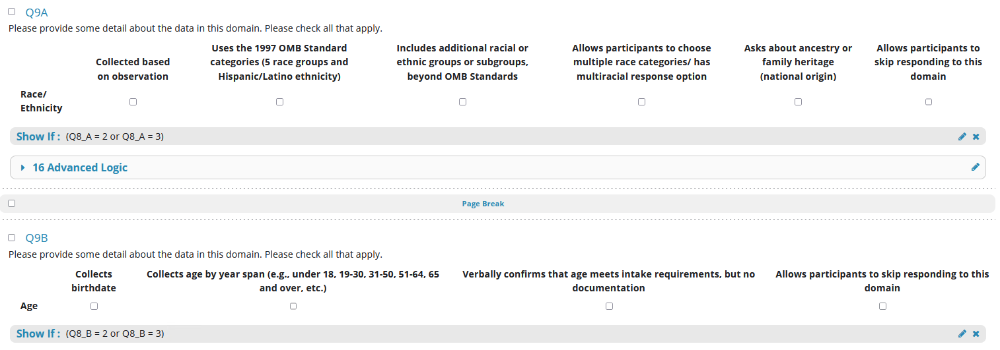 Q9A
Please provide some detail about the data in this domain. Please check all that apply.
Collected based
on observation
Uses the 1997 OMB Standard
categories (5 race groups and
Hispanic/Latino ethnicity)
Includes additional racial or
ethnic groups or subgroups,
beyond OMB Standards
Allows participants to choose
multiple race categories/ has
multiracial response option
Asks about ancestry or
family heritage
(national origin)
Allows participants to
skip responding to this
domain
Race/
Ethnicity
Show If : (Q8_A = 2 or Q8_A = 3)
16 Advanced Logic
Page Break
Q9B
Please provide some detail about the data in this domain. Please check all that apply.
Collects
birthdate
Collects age by year span (e.g., under 18, 19-30, 31-50, 51-64, 65
and over, etc.)
Verbally confirms that age meets intake requirements, but no
documentation
Allows participants to skip responding to this
domain
Age
Show If : (Q8_B = 2 or Q8_B = 3)